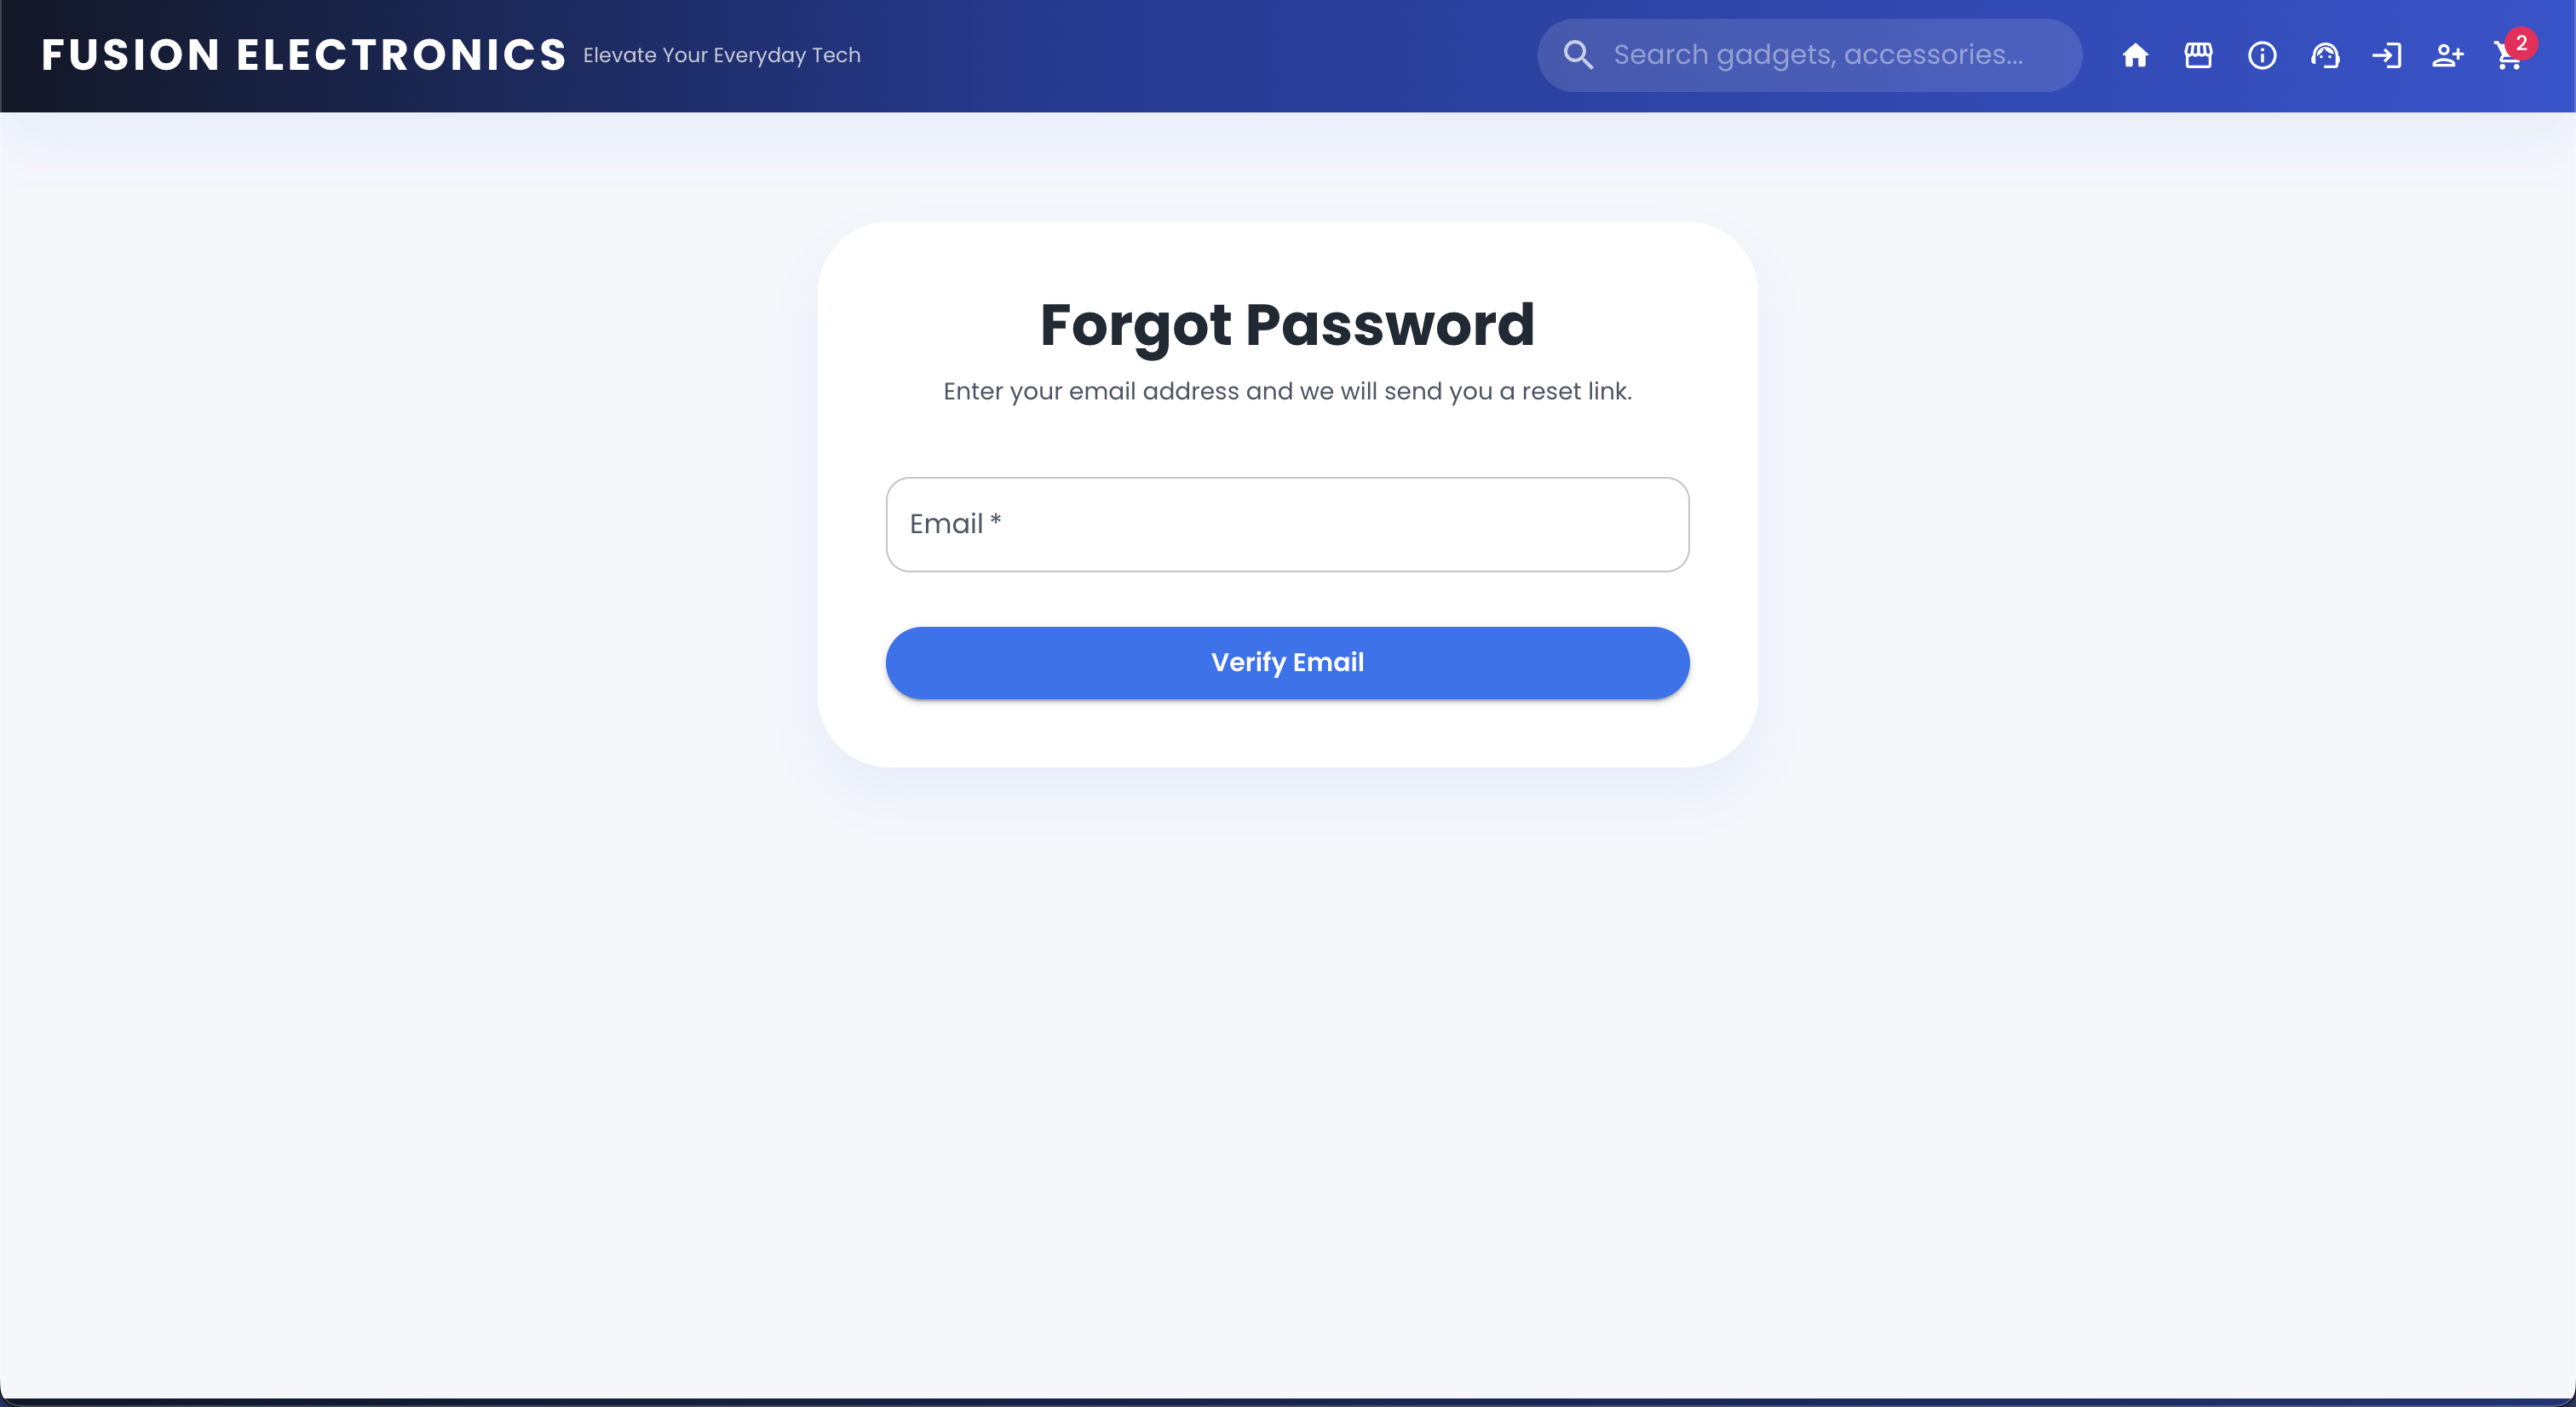 FUSION ELECTRONICS Elevate Your Everyday Tech Search gadgets, accessories... 2
Forgot Password
Enter your email address and we will send you a reset link.
Email *
Verify Email